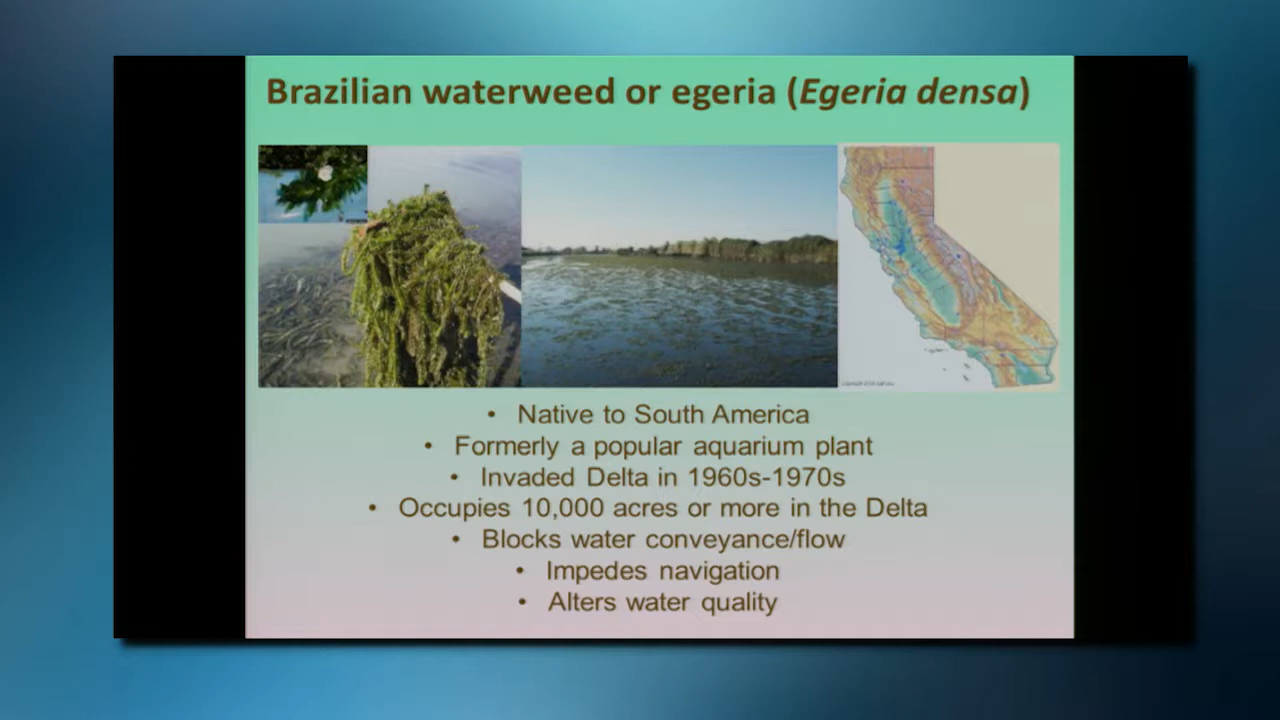 Brazilian waterweed or egeria (Egeria densa)
• Native to South America
• Formerly a popular aquarium plant
• Invaded Delta in 1960s-1970s
• Occupies 10,000 acres or more in the Delta
• Blocks water conveyance/flow
• Impedes navigation
• Alters water quality